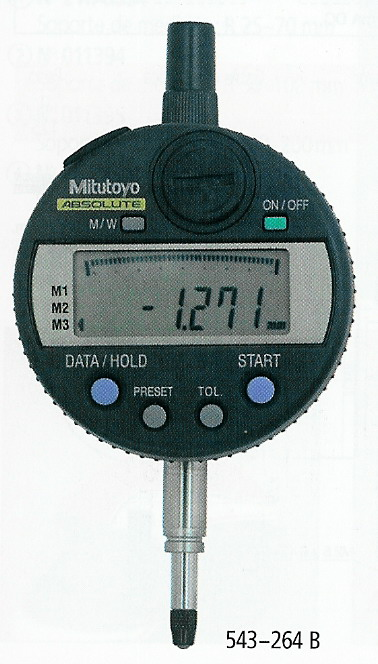 Mitutoyo
ABSOLUTE
M/W
ON/OFF
M1
M2
M3
-1.271 mm
DATA/HOLD
START
PRESET
TOL.
543-264 B